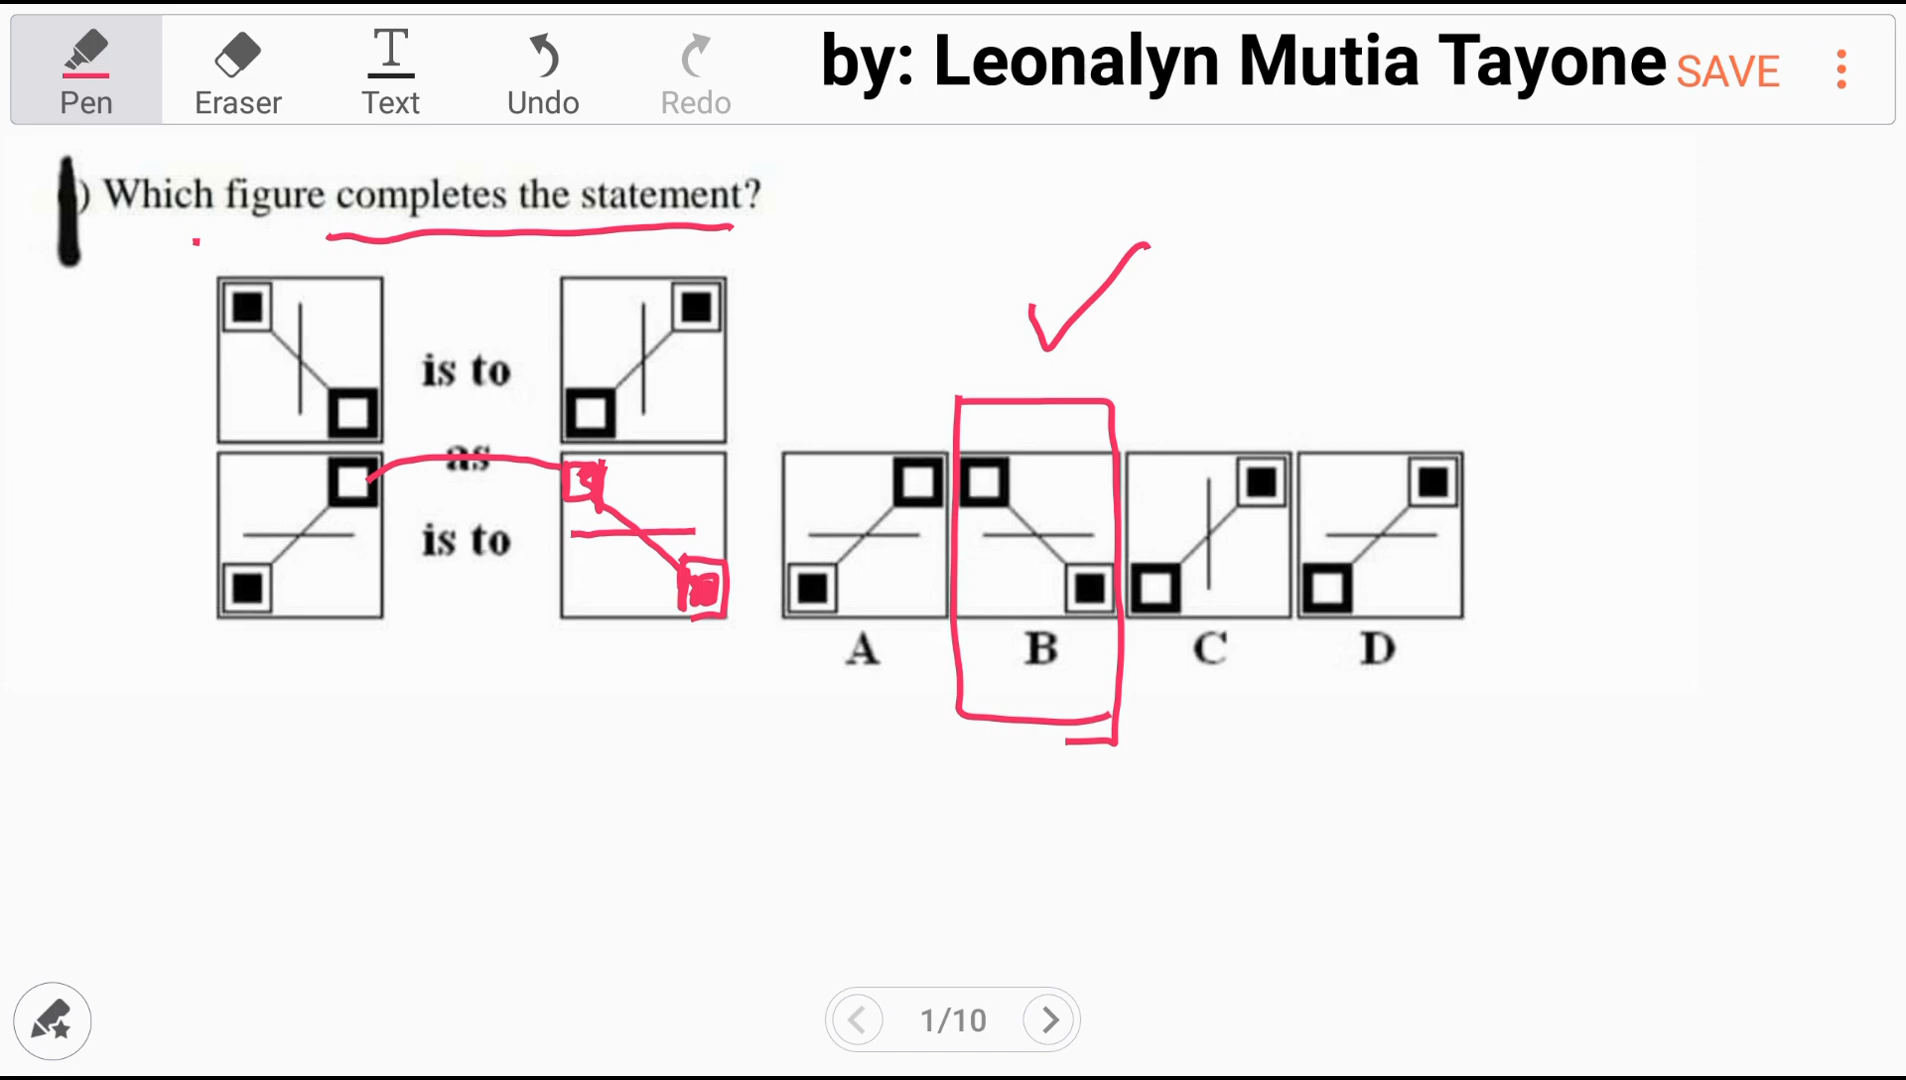 Pen
Eraser
Text
Undo
Redo
by: Leonalyn Mutia Tayone
SAVE
) Which figure completes the statement?
is to
as
is to
A
B
C
D
1/10